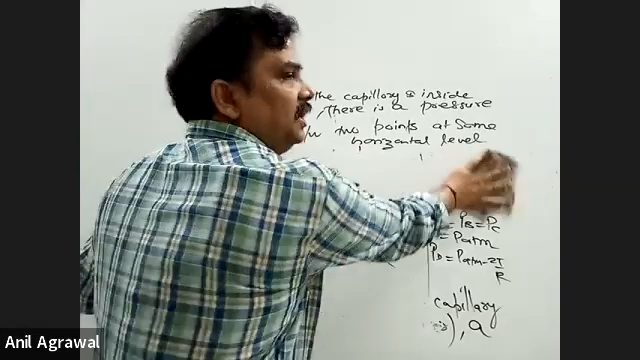 the capillary & inside
, there is a pressure
/n two points at same
horizontal level
= PB = PC
= Patm
PD = Patm - 2T/R
capillary
), a
Anil Agrawal